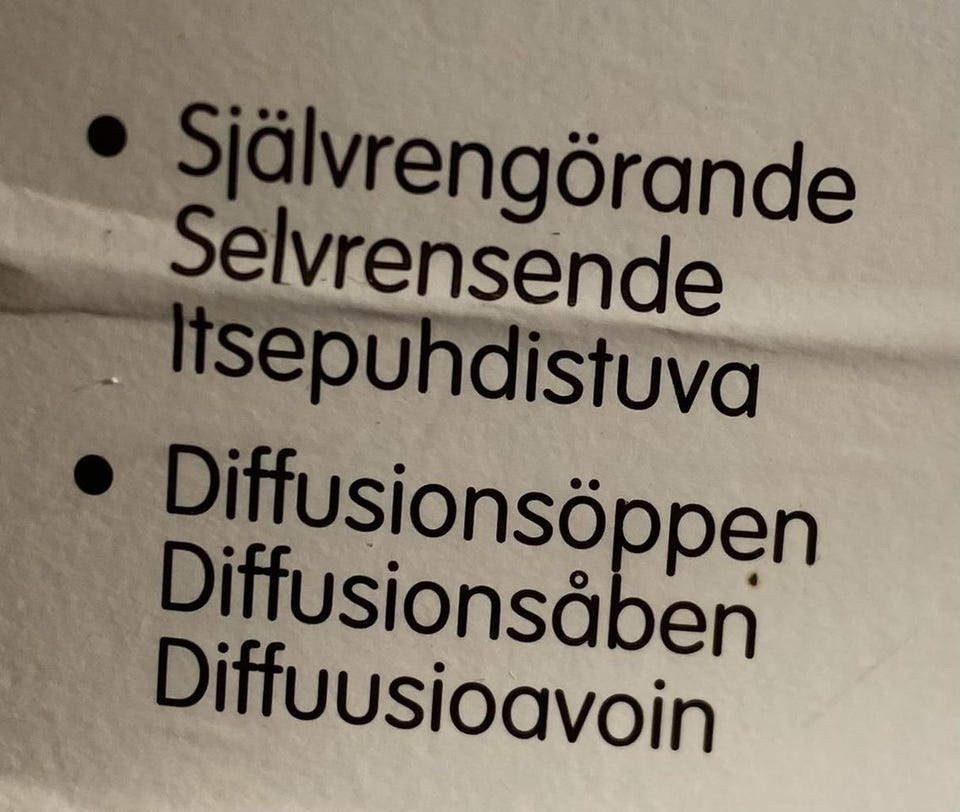 • Självrengörande
Selvrensende
Itsepuhdistuva
• Diffusionsöppen
Diffusionsåben
Diffuusioavoin